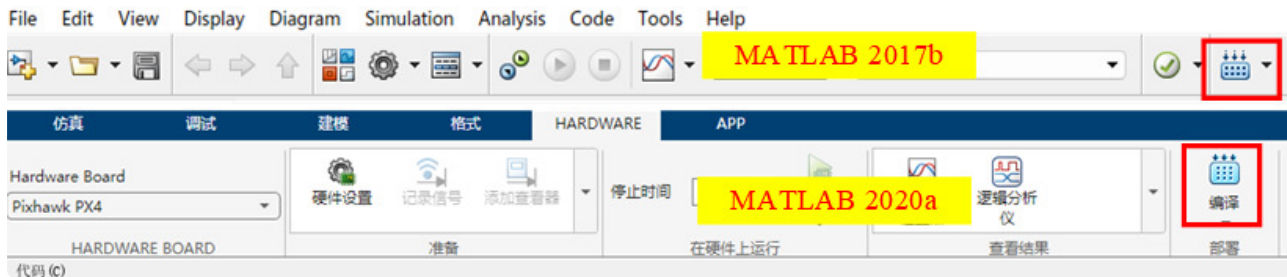 File Edit View Display Diagram Simulation Analysis Code Tools Help
MATLAB 2017b
仿真 调试 建模 格式 HARDWARE APP
Hardware Board
Pixhawk PX4
硬件设置 记录信号 添加查看器
停止时间
MATLAB 2020a
逻辑分析仪
编译
HARDWARE BOARD 准备 在硬件上运行 查看结果 部署
代码 (C)